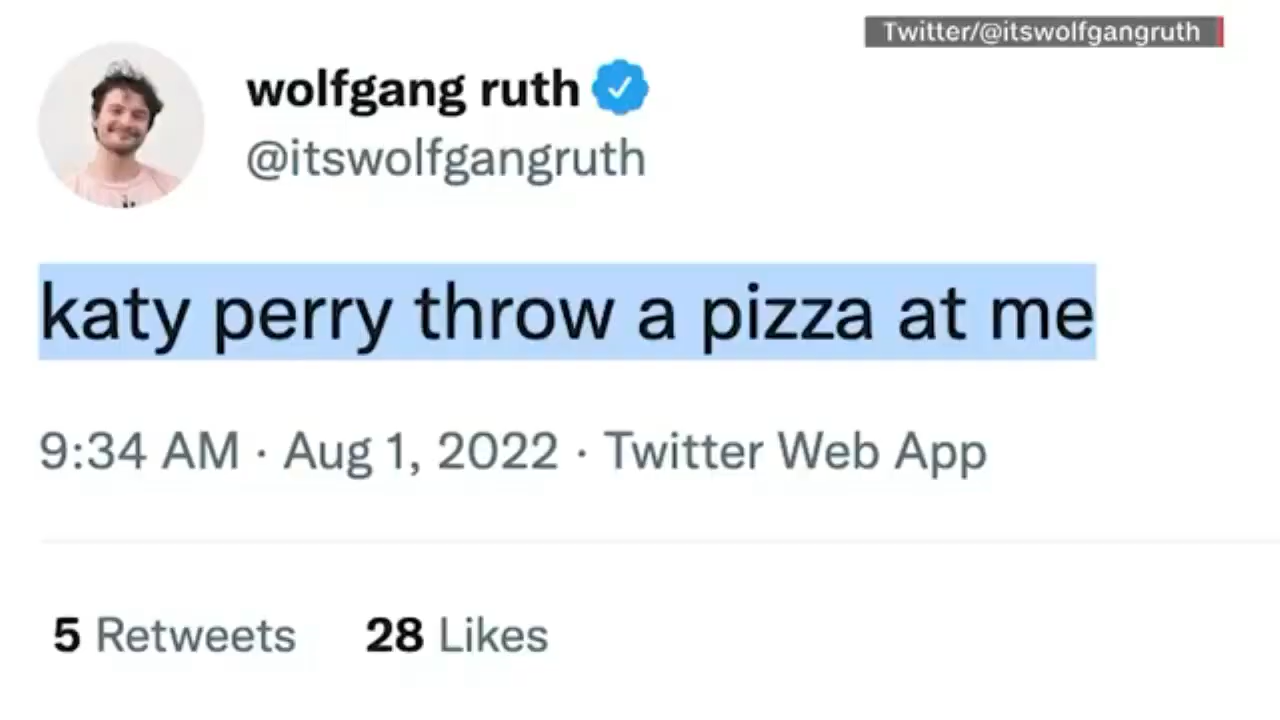 Twitter/@itswolfgangruth
wolfgang ruth
@itswolfgangruth
katy perry throw a pizza at me
9:34 AM · Aug 1, 2022 · Twitter Web App
5 Retweets 28 Likes